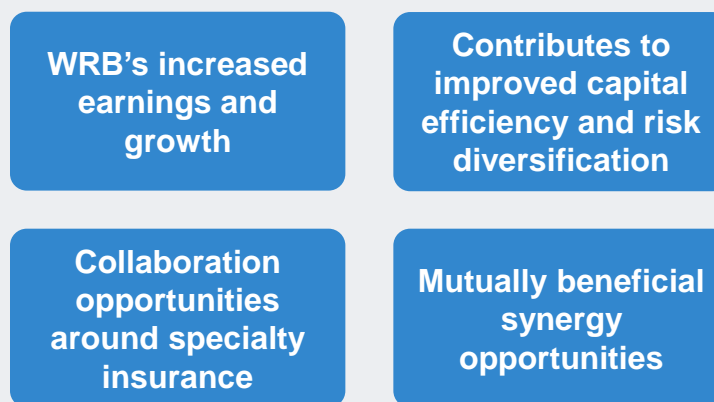 WRB's increased
earnings and
growth
Contributes to
improved capital
efficiency and risk
diversification
Collaboration
opportunities
around specialty
insurance
Mutually beneficial
synergy
opportunities